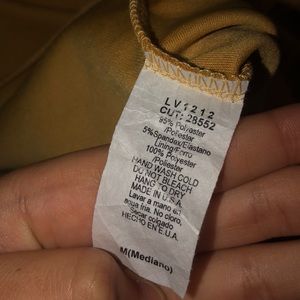 LV1212
CUT: 28552
95% Polyester
/Poliester
5%Spandex/Elastano
Lining/Forro
100% Polyester
/Poliester
HAND WASH COLD
DO NOT BLEACH
HANG TO DRY
MADE IN U.S.A.
Lavar a mano en
agua fria. No cloro,
Secar colgado
HECHO EN E.U.A.
M(Mediano)